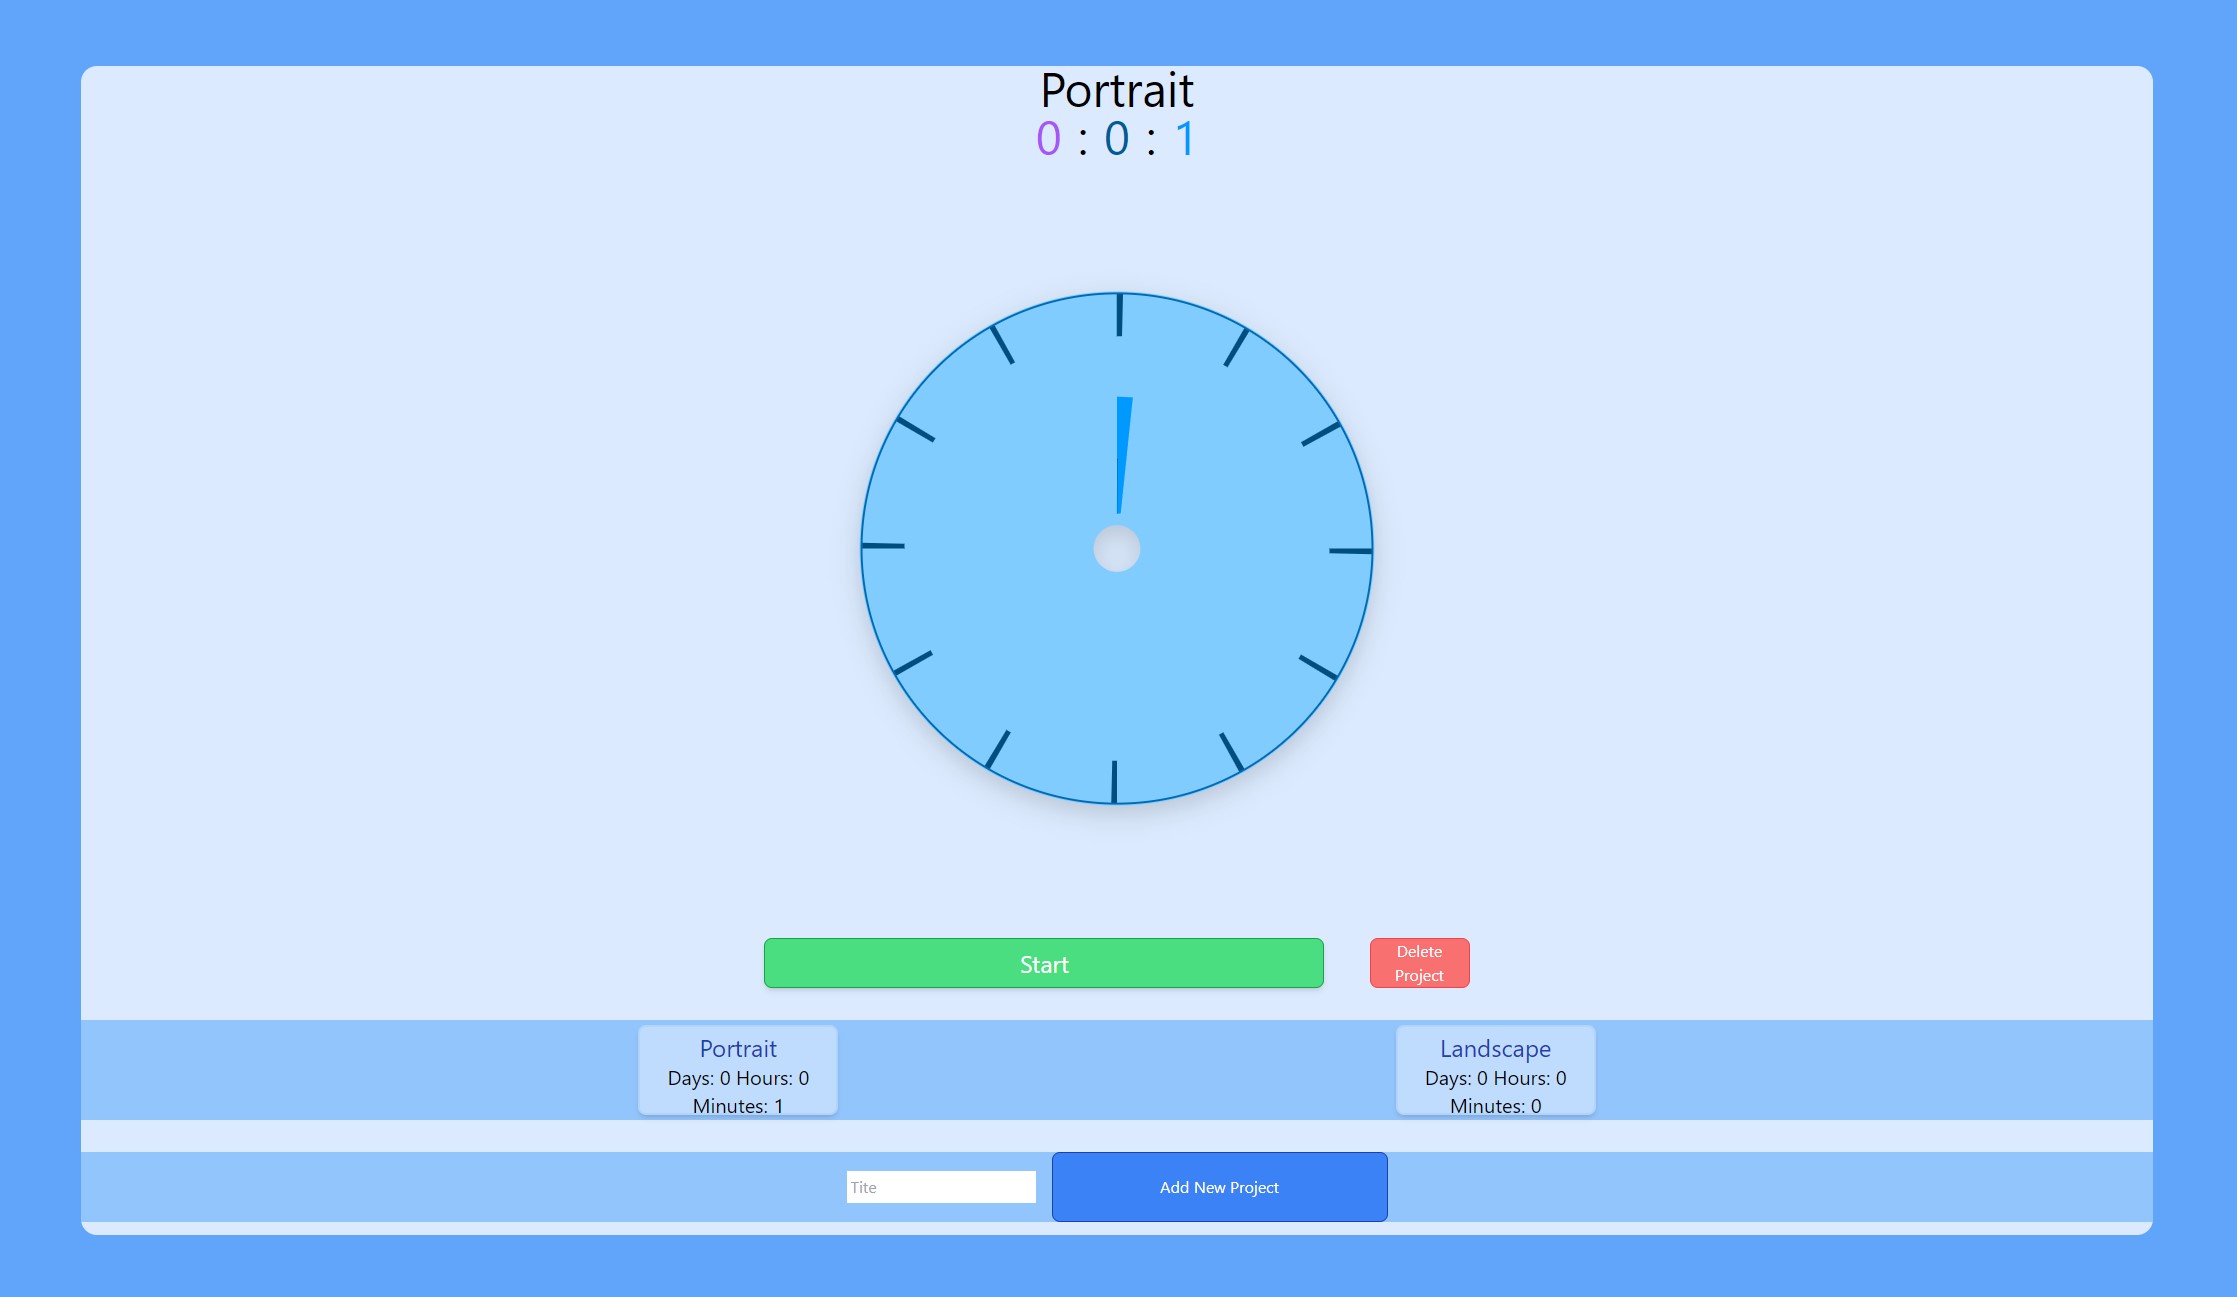 Portrait
0 : 0 : 1
Start
Delete
Project
Portrait
Days: 0 Hours: 0
Minutes: 1
Landscape
Days: 0 Hours: 0
Minutes: 0
Tite
Add New Project